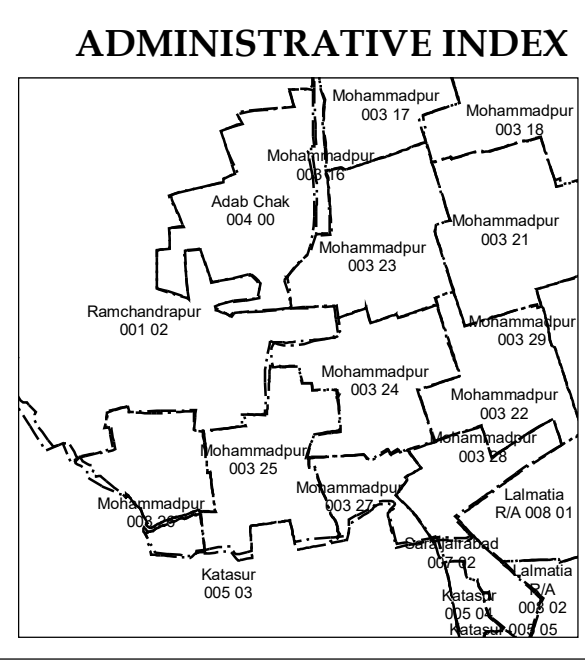 ADMINISTRATIVE INDEX
Mohammadpur
003 17
Mohammadpur
003 18
Mohammadpur
003 16
Adab Chak
004 00
Mohammadpur
003 21
Mohammadpur
003 23
Ramchandrapur
001 02
Mohammadpur
003 29
Mohammadpur
003 24
Mohammadpur
003 22
Mohammadpur
003 28
Mohammadpur
003 25
Mohammadpur
003 27
Lalmatia
R/A 008 01
Mohammadpur
003
007 02
Katasur
005 03
Lalmatia
R/A
008 02
Katasur
005 04
Katasur 005 05